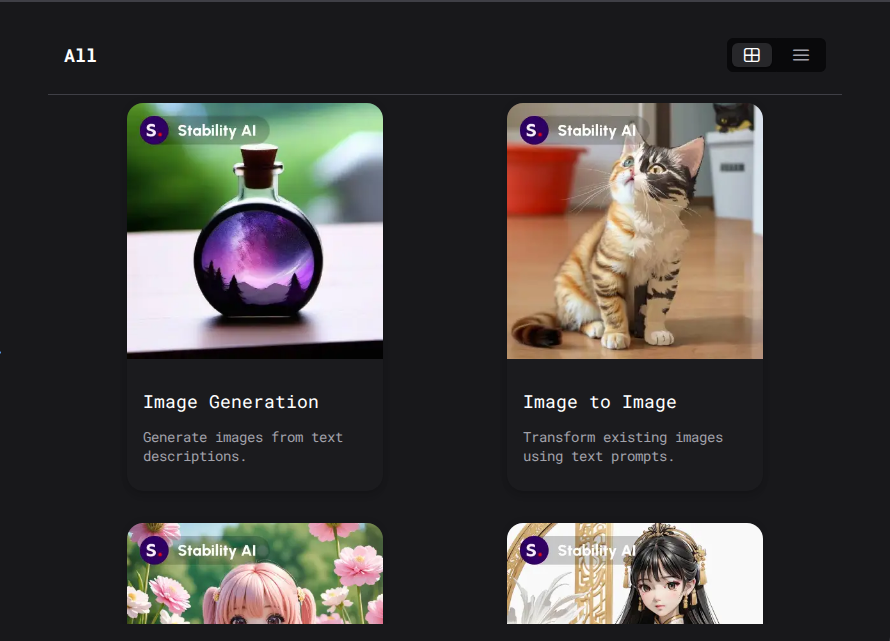 All
S. Stability AI
S. Stability AI
Image Generation
Generate images from text
descriptions.
Image to Image
Transform existing images
using text prompts.
S. Stability AI
S. Stability AI